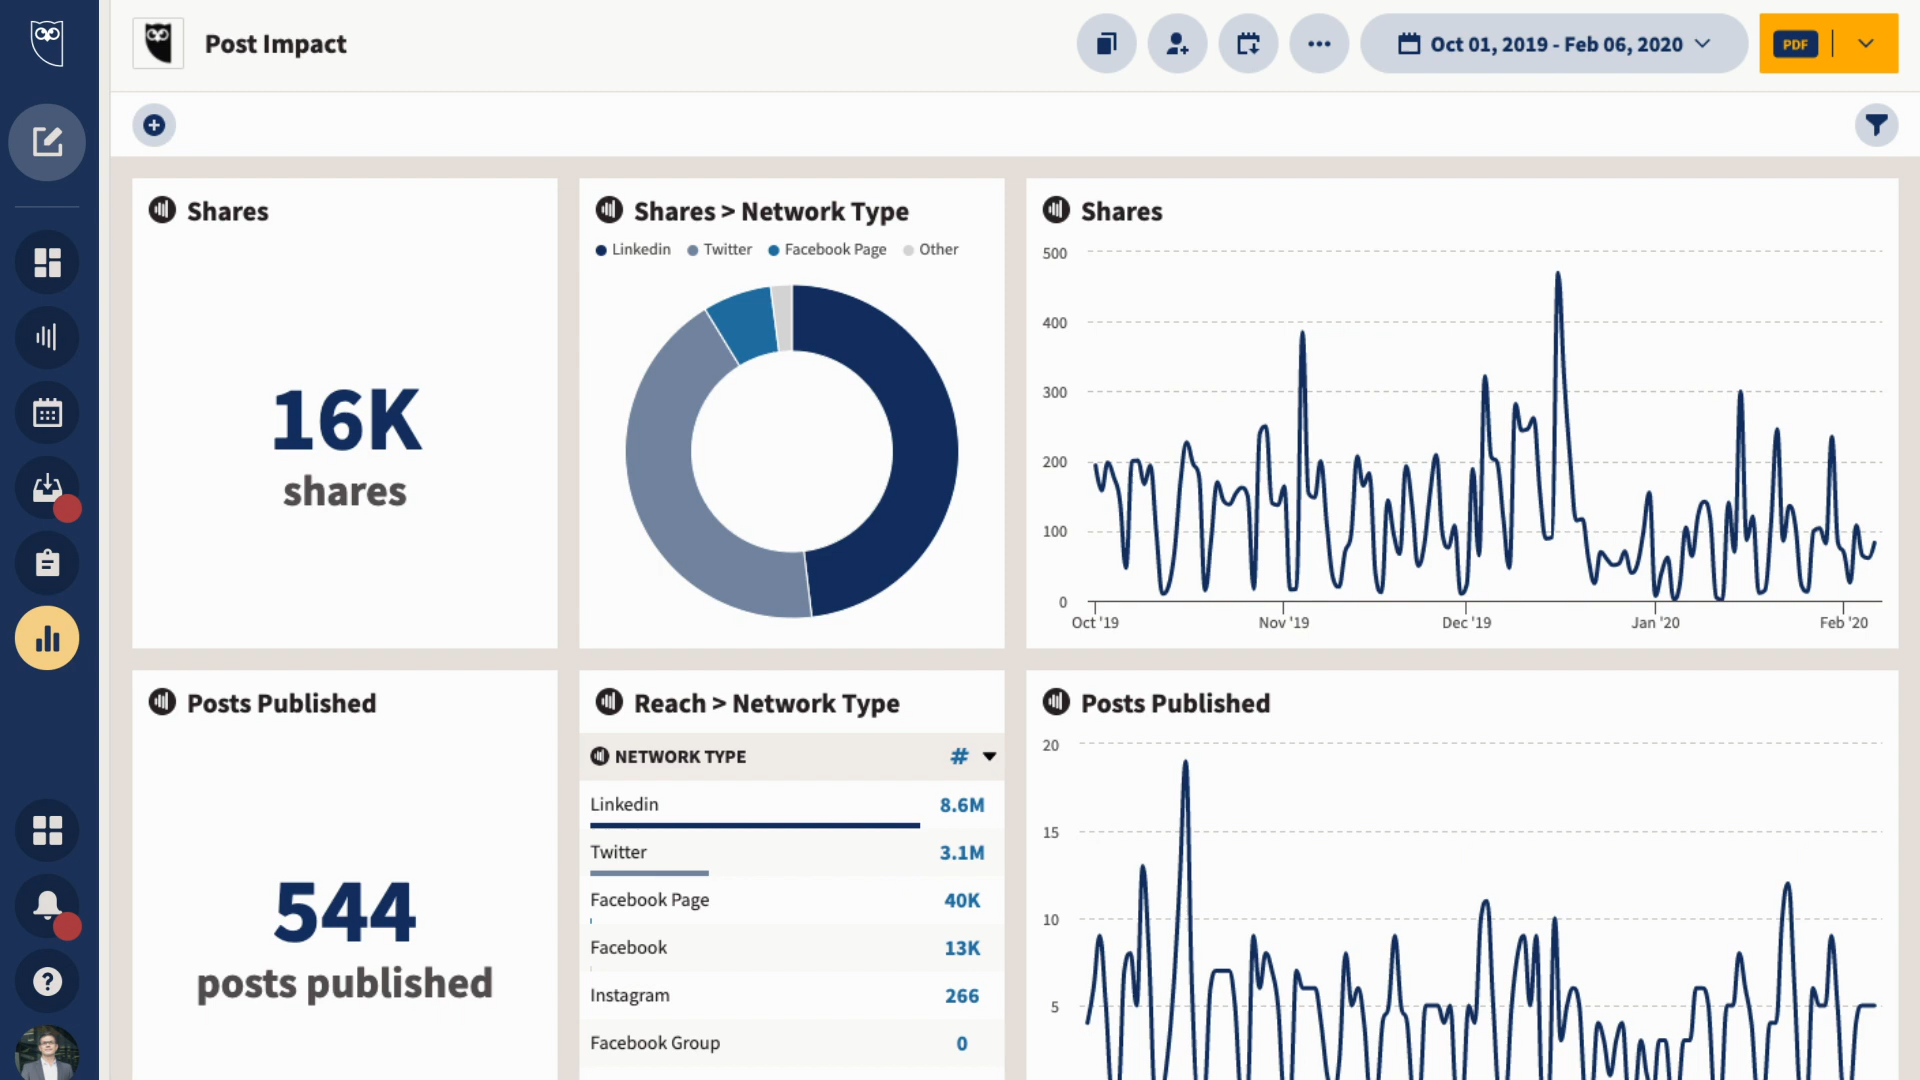 Post Impact
Oct 01, 2019 - Feb 06, 2020
PDF
Shares
16K
shares
Shares > Network Type
Linkedin Twitter Facebook Page Other
Shares
500
400
300
200
100
0
Oct '19 Nov '19 Dec '19 Jan '20 Feb '20
Posts Published
544
posts published
Reach > Network Type
NETWORK TYPE #
Linkedin 8.6M
Twitter 3.1M
Facebook Page 40K
Facebook 13K
Instagram 266
Facebook Group 0
Posts Published
20
15
10
5